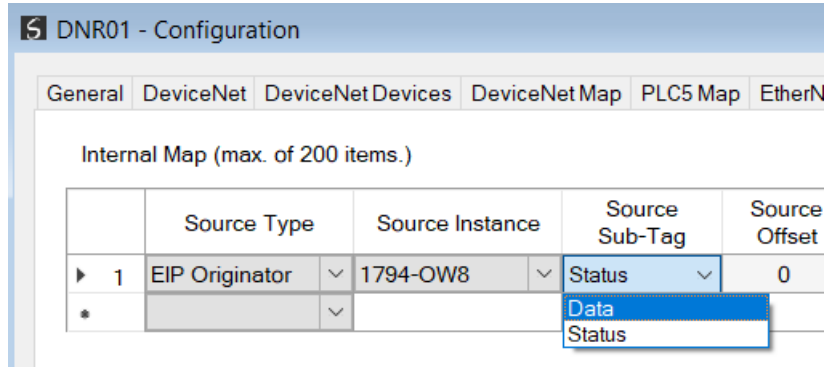 DNR01 - Configuration
General DeviceNet DeviceNet Devices DeviceNet Map PLC5 Map EtherN
Internal Map (max. of 200 items.)
Source Type Source Instance Source Sub-Tag Source Offset
1 EIP Originator 1794-OW8 Status 0
Data
Status